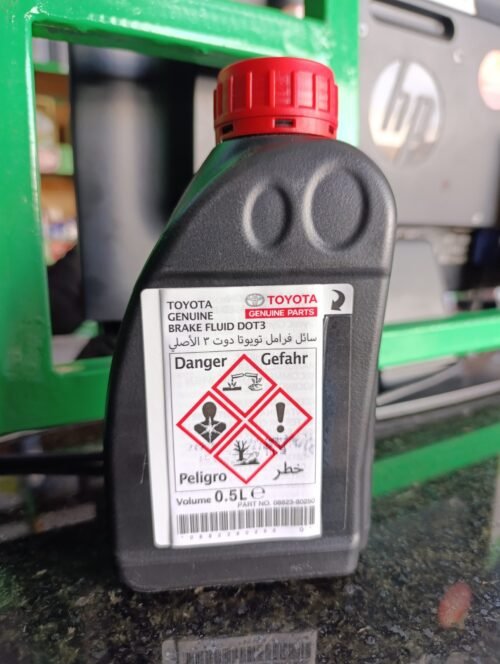 hp
TOYOTA
GENUINE
BRAKE FLUID DOT3
TOYOTA
GENUINE PARTS
سائل فرامل تويوتا دوت ٣ الأصلي
Danger Gefahr
Peligro خطر
Volume 0.5L e
PART NO. 08823-80250